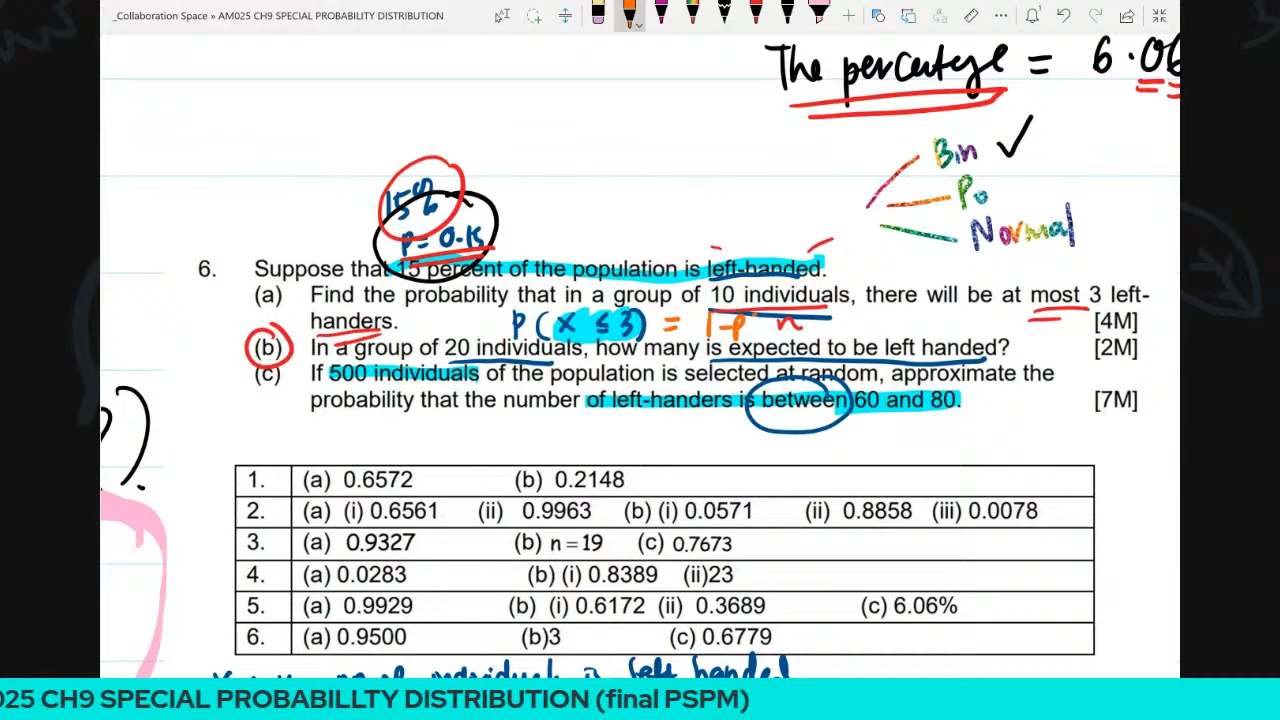 _Collaboration Space » AM025 CH9 SPECIAL PROBABILITY DISTRIBUTION
The percentage = 6.06
Bin ✓
Po
Normal
15%
P = 0.15
6. Suppose that 15 percent of the population is left-handed.
(a) Find the probability that in a group of 10 individuals, there will be at most 3 left-
handers. [4M]
P(X ≤ 3) = 1-P n
(b) In a group of 20 individuals, how many is expected to be left handed? [2M]
(c) If 500 individuals of the population is selected at random, approximate the
probability that the number of left-handers is between 60 and 80. [7M]
1. (a) 0.6572 (b) 0.2148
2. (a) (i) 0.6561 (ii) 0.9963 (b) (i) 0.0571 (ii) 0.8858 (iii) 0.0078
3. (a) 0.9327 (b) n = 19 (c) 0.7673
4. (a) 0.0283 (b) (i) 0.8389 (ii)23
5. (a) 0.9929 (b) (i) 0.6172 (ii) 0.3689 (c) 6.06%
6. (a) 0.9500 (b)3 (c) 0.6779
individuals is left handed
025 CH9 SPECIAL PROBABILLTY DISTRIBUTION (final PSPM)